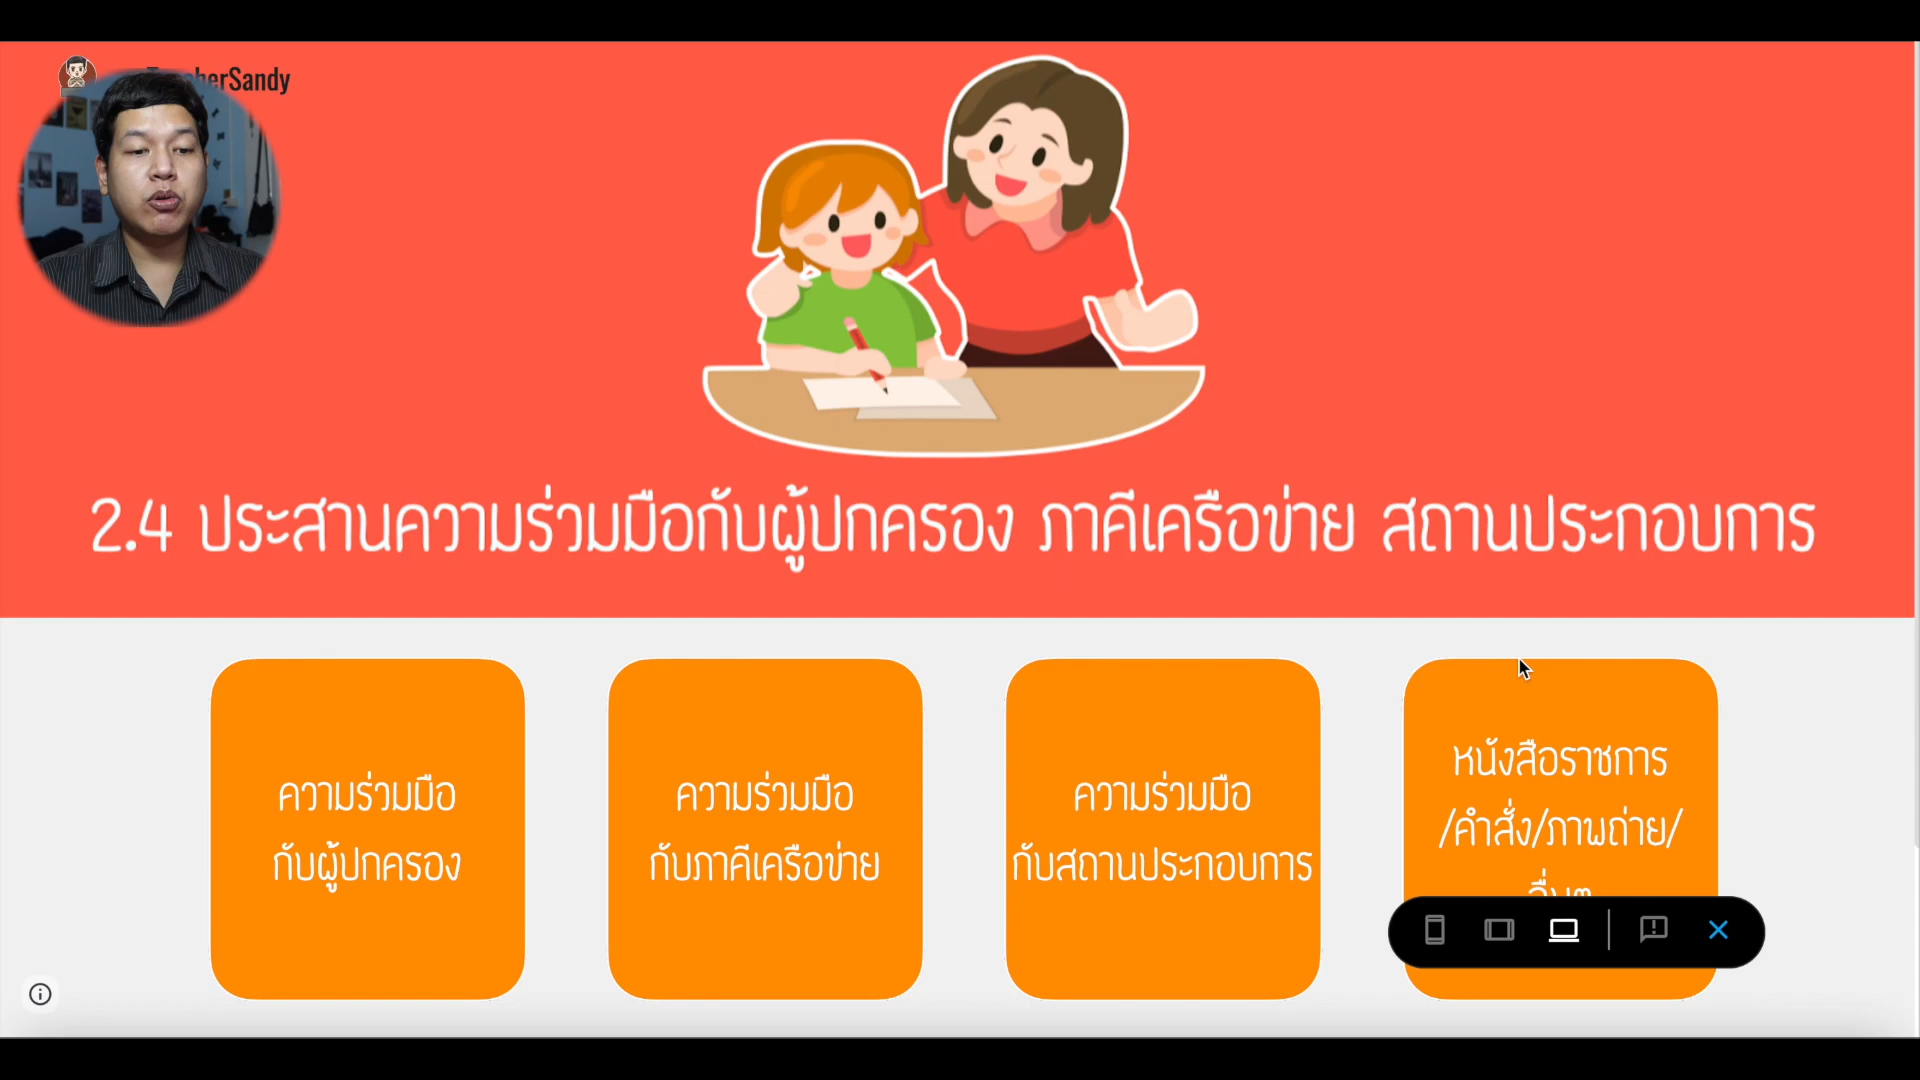 TeacherSandy
2.4 ประสานความร่วมมือกับผู้ปกครอง ภาคีเครือข่าย สถานประกอบการ
ความร่วมมือ
กับผู้ปกครอง
ความร่วมมือ
กับภาคีเครือข่าย
ความร่วมมือ
กับสถานประกอบการ
หนังสือราชการ
/คำสั่ง/ภาพถ่าย/
อื่นๆ